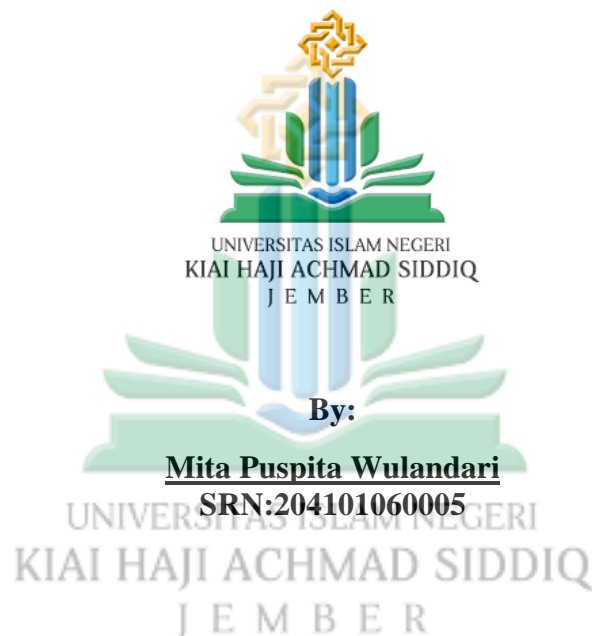 UNIVERSITAS ISLAM NEGERI
KIAI HAJI ACHMAD SIDDIQ
J E M B E R
By:
Mita Puspita Wulandari
SRN:204101060005
UNIVERSITAS ISLAM NEGERI
KIAI HAJI ACHMAD SIDDIQ
J E M B E R